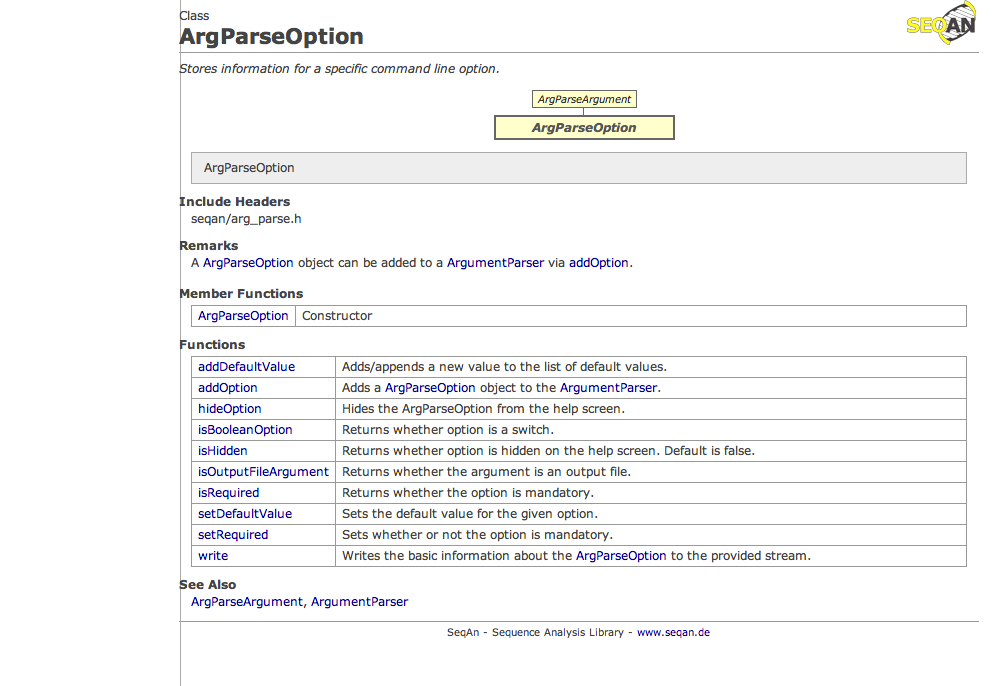 Class
ArgParseOption
SEQAN
Stores information for a specific command line option.
ArgParseArgument
ArgParseOption
ArgParseOption
Include Headers
seqan/arg_parse.h
Remarks
A ArgParseOption object can be added to a ArgumentParser via addOption.
Member Functions
ArgParseOption Constructor
Functions
addDefaultValue Adds/appends a new value to the list of default values.
addOption Adds a ArgParseOption object to the ArgumentParser.
hideOption Hides the ArgParseOption from the help screen.
isBooleanOption Returns whether option is a switch.
isHidden Returns whether option is hidden on the help screen. Default is false.
isOutputFileArgument Returns whether the argument is an output file.
isRequired Returns whether the option is mandatory.
setDefaultValue Sets the default value for the given option.
setRequired Sets whether or not the option is mandatory.
write Writes the basic information about the ArgParseOption to the provided stream.
See Also
ArgParseArgument, ArgumentParser
SeqAn - Sequence Analysis Library - www.seqan.de